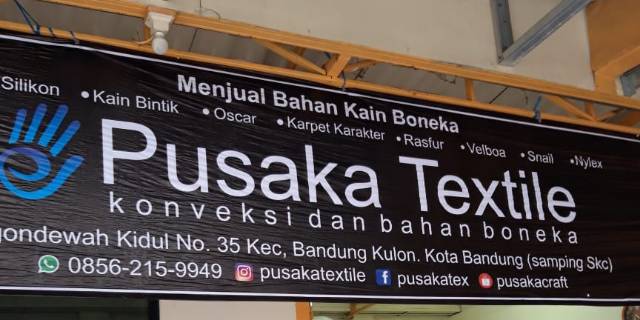 Menjual Bahan Kain Boneka
Silikon •Kain Bintik •Oscar •Karpet Karakter •Rasfur •Velboa •Snail •Nylex
Pusaka Textile
konveksi dan bahan boneka
gondewah Kidul No. 35 Kec, Bandung Kulon. Kota Bandung (samping Skc)
0856-215-9949 pusakatextile pusakatex pusakacraft